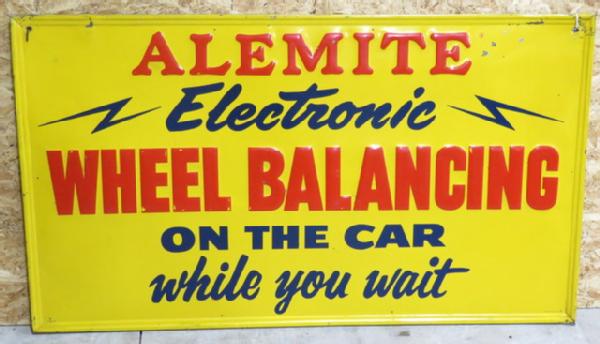 ALEMITE
Electronic
WHEEL BALANCING
ON THE CAR
while you wait